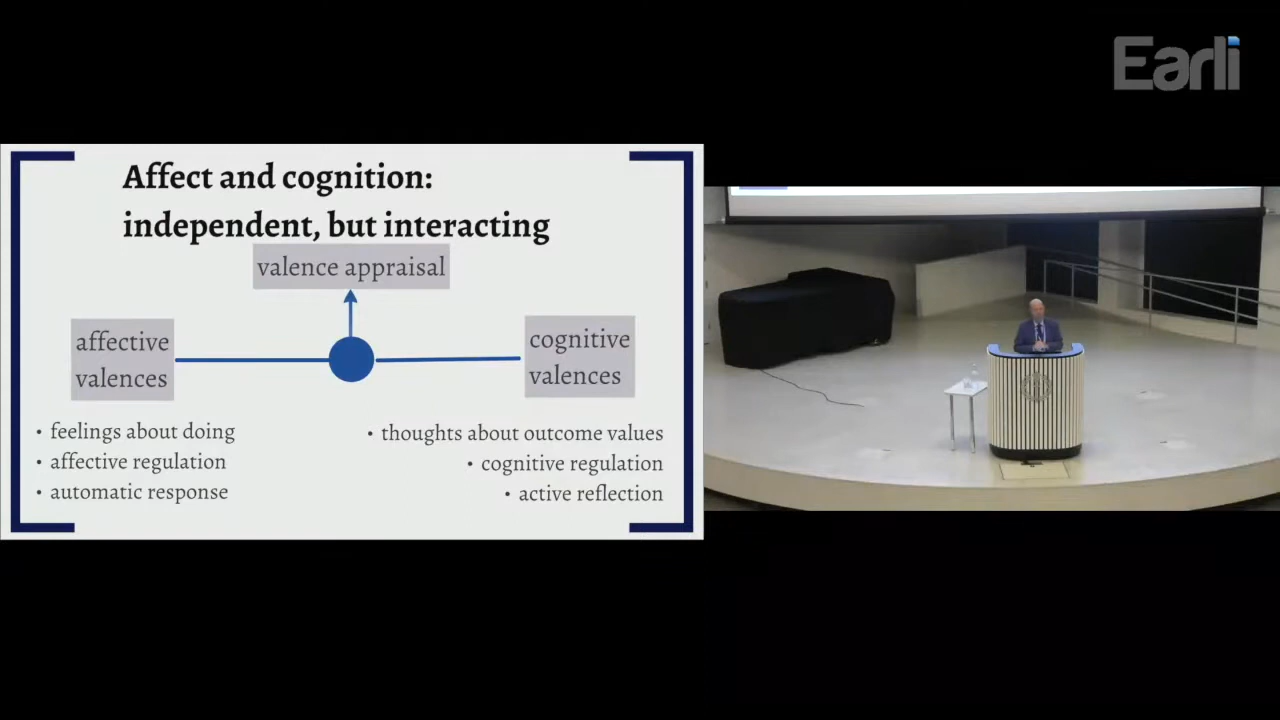 Earli
Affect and cognition:
independent, but interacting
valence appraisal
affective
valences
cognitive
valences
• feelings about doing
• affective regulation
• automatic response
• thoughts about outcome values
• cognitive regulation
• active reflection